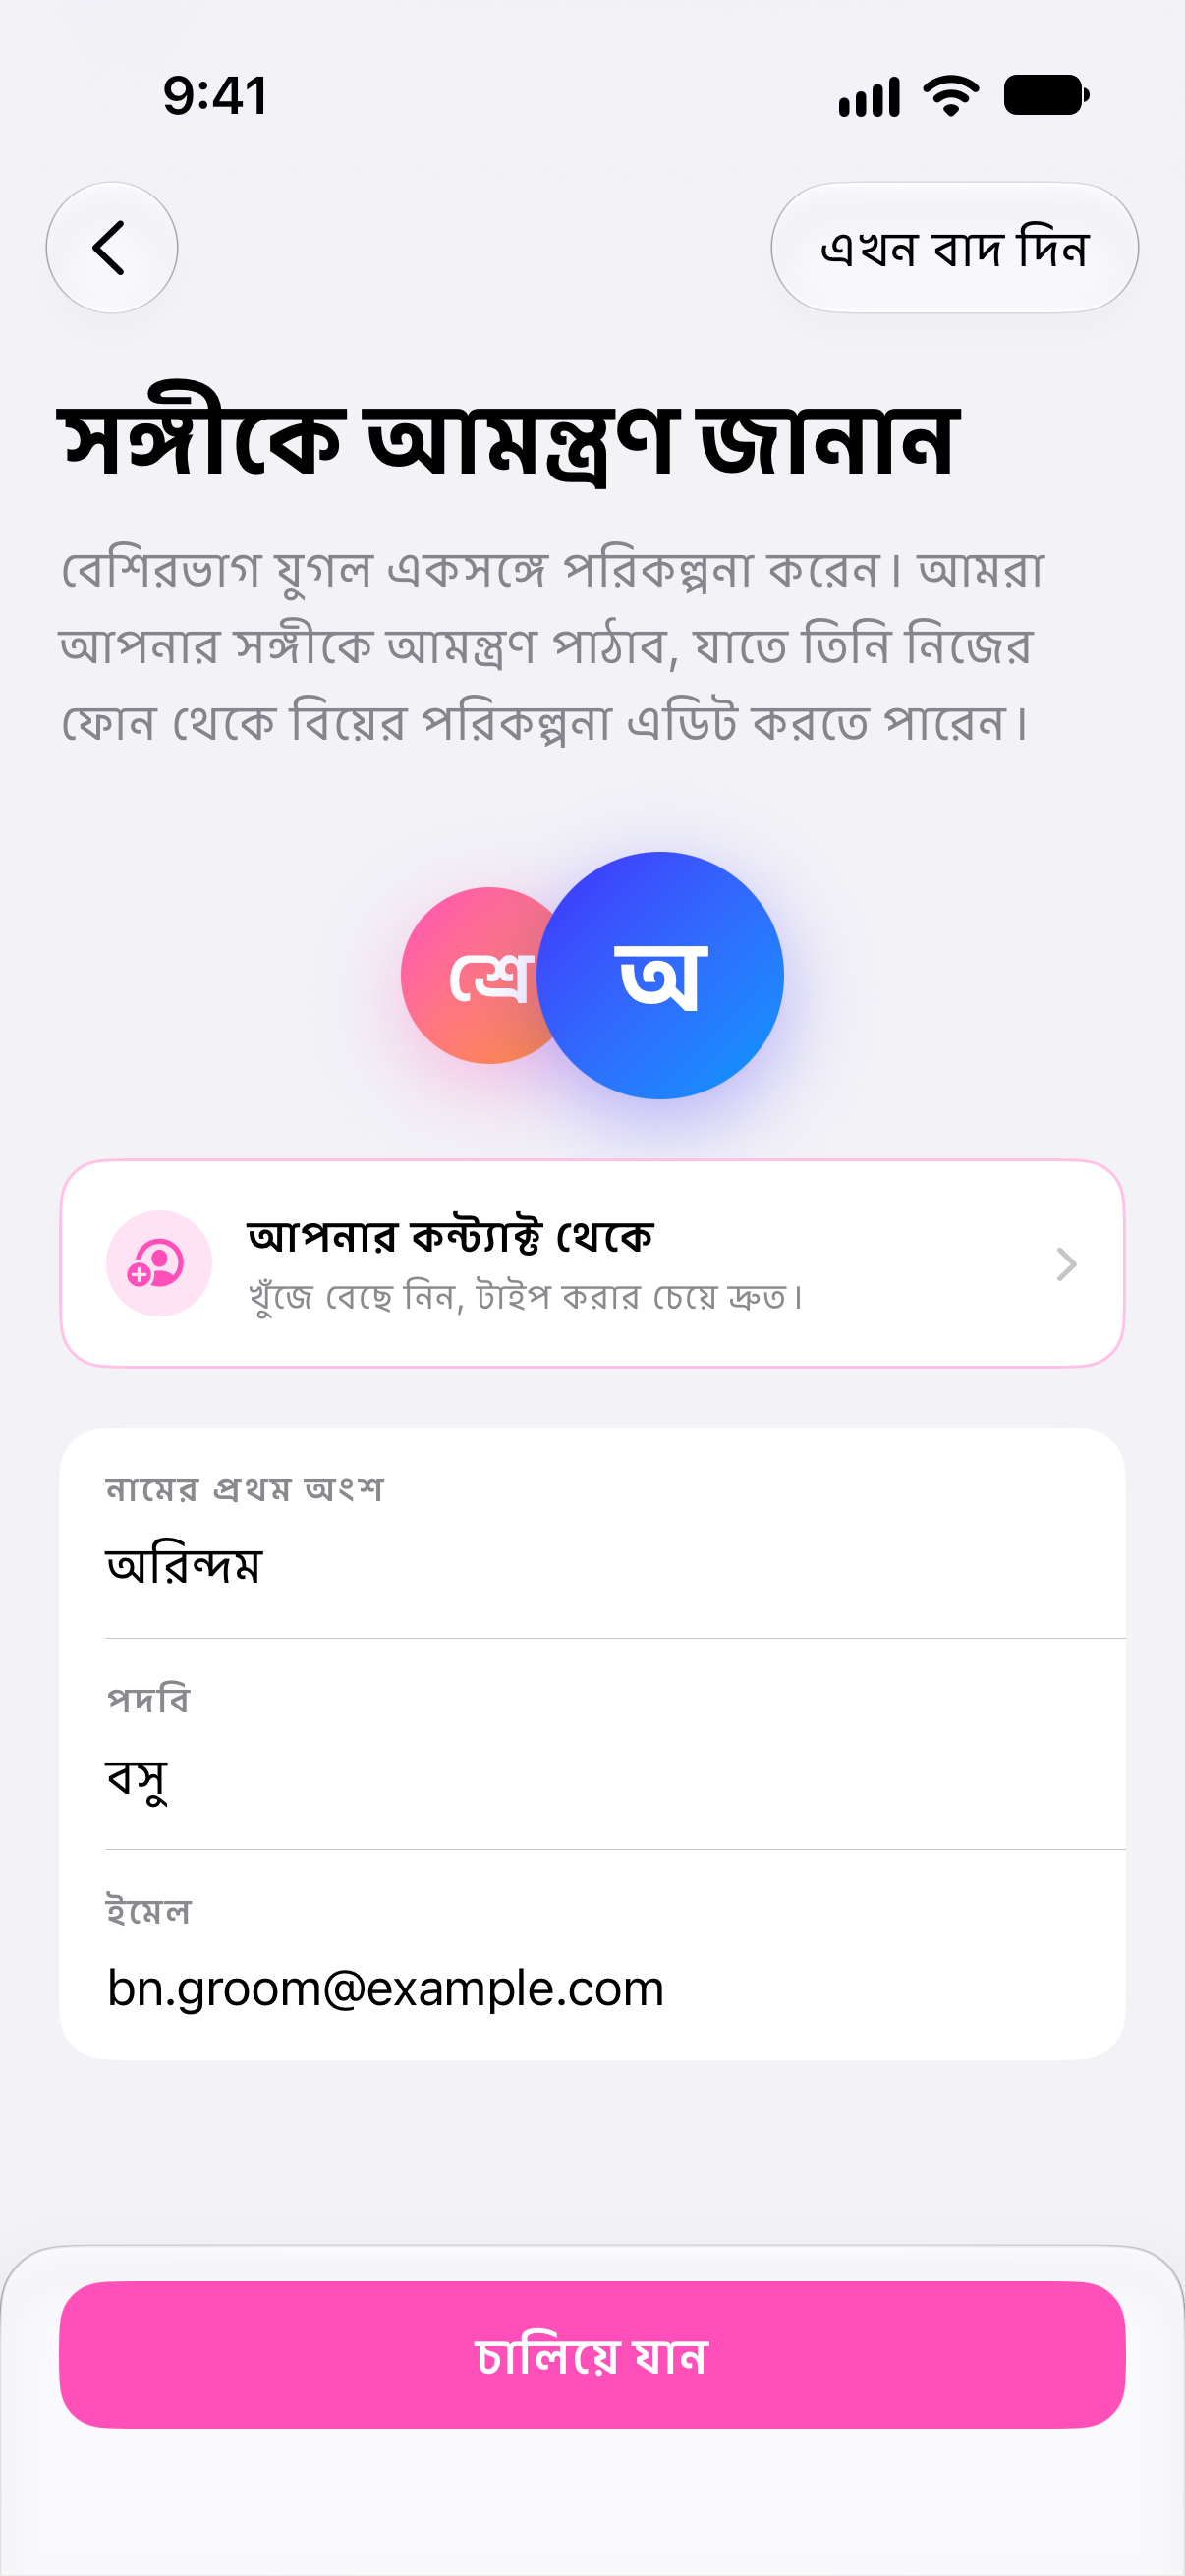 9:41
এখন বাদ দিন
সঙ্গীকে আমন্ত্রণ জানান
বেশিরভাগ যুগল একসঙ্গে পরিকল্পনা করেন। আমরা
আপনার সঙ্গীকে আমন্ত্রণ পাঠাব, যাতে তিনি নিজের
ফোন থেকে বিয়ের পরিকল্পনা এডিট করতে পারেন।
শ্রে
অ
আপনার কন্ট্যাক্ট থেকে
খুঁজে বেছে নিন, টাইপ করার চেয়ে দ্রুত।
নামের প্রথম অংশ
অরিন্দম
পদবি
বসু
ইমেল
bn.groom@example.com
চালিয়ে যান